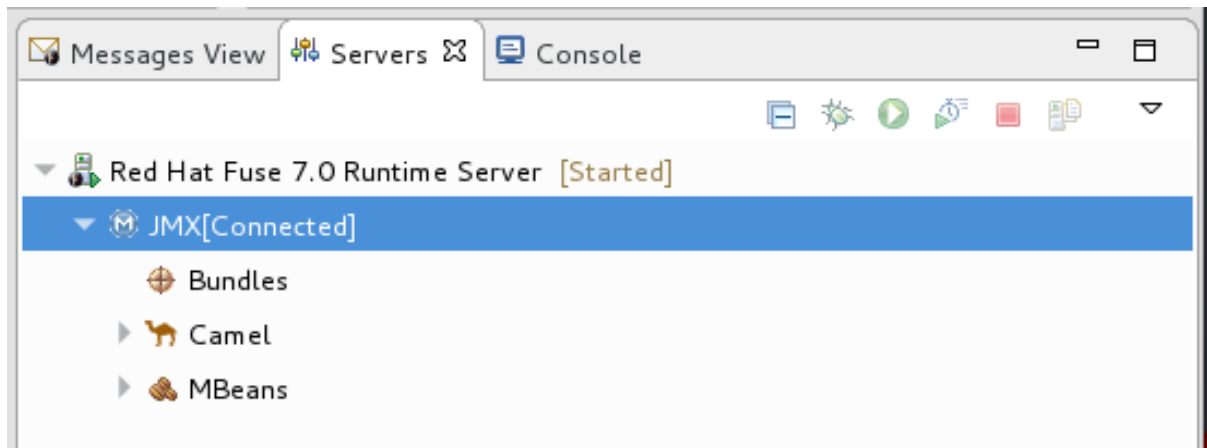 Messages View Servers Console
Red Hat Fuse 7.0 Runtime Server [Started]
JMX[Connected]
Bundles
Camel
MBeans